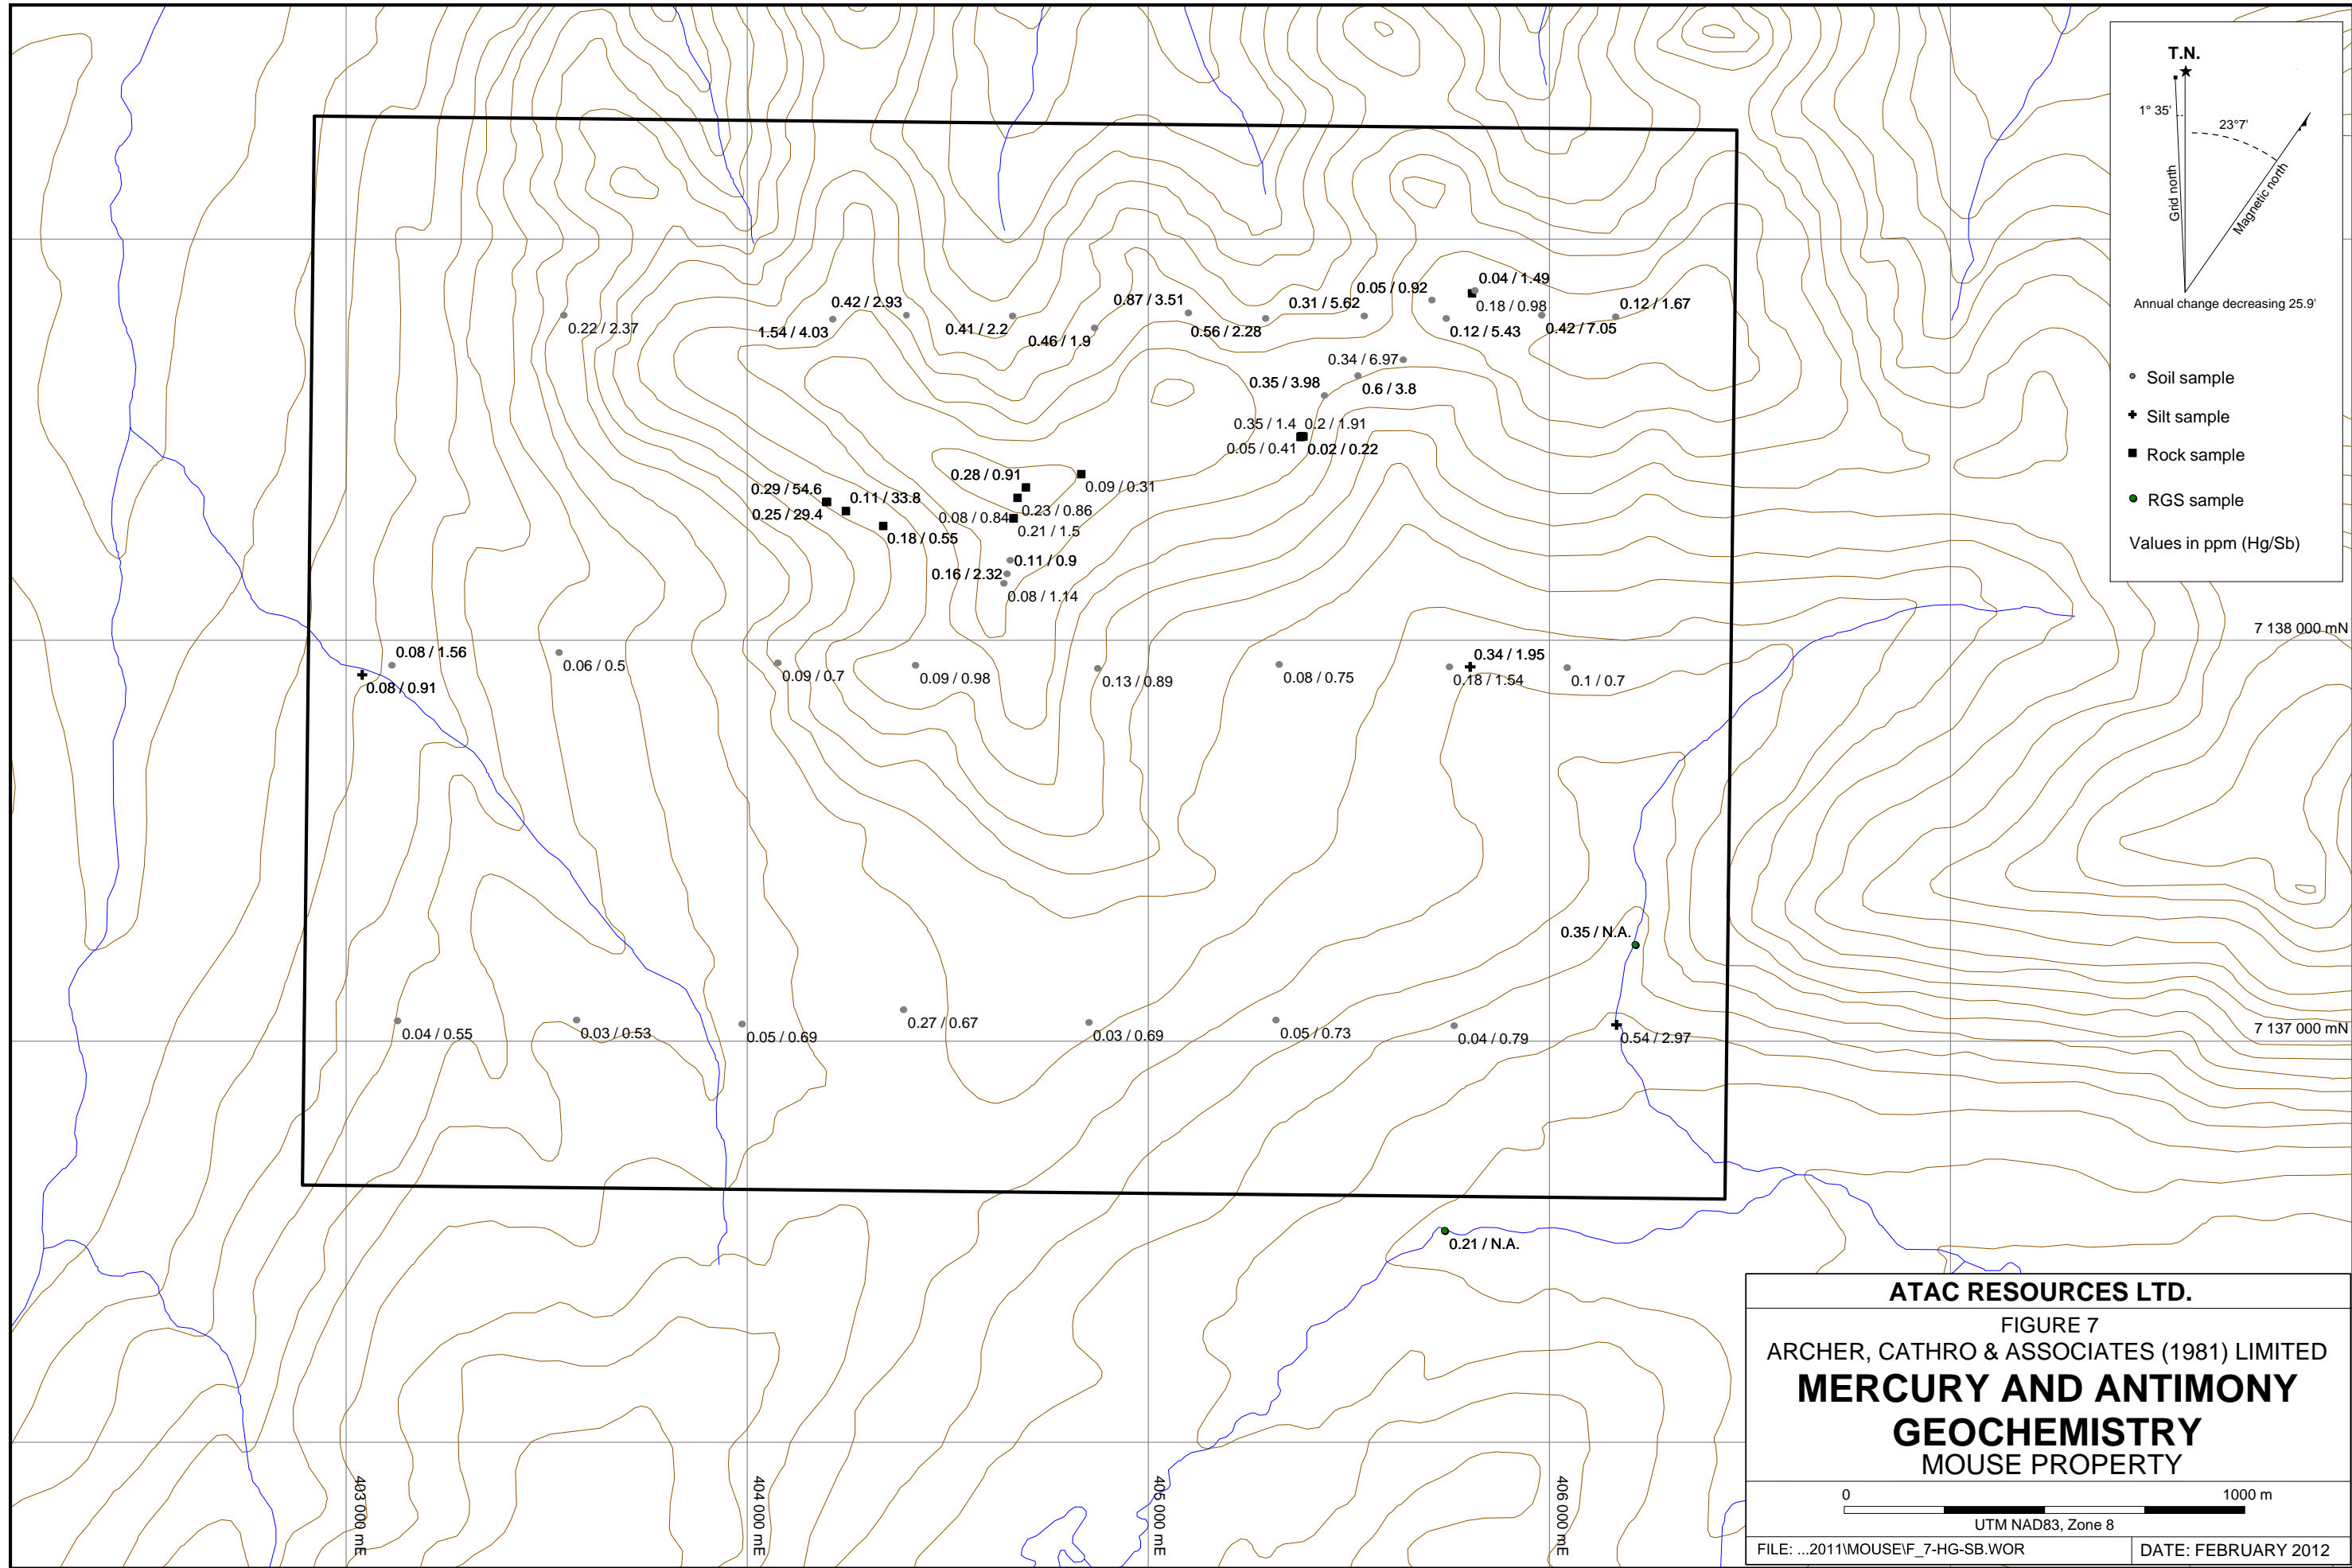 T.N.
1° 35'
23°7'
Grid north
Magnetic north
Annual change decreasing 25.9'
Soil sample
Silt sample
Rock sample
RGS sample
Values in ppm (Hg/Sb)
0.04 / 1.49
0.05 / 0.92
0.18 / 0.98
0.12 / 1.67
0.42 / 2.93
0.87 / 3.51
0.31 / 5.62
0.22 / 2.37
1.54 / 4.03
0.41 / 2.2
0.46 / 1.9
0.56 / 2.28
0.12 / 5.43
0.42 / 7.05
0.34 / 6.97
0.35 / 3.98
0.6 / 3.8
0.35 / 1.4
0.2 / 1.91
0.05 / 0.41
0.02 / 0.22
0.28 / 0.91
0.09 / 0.31
0.29 / 54.6
0.11 / 33.8
0.25 / 29.4
0.23 / 0.86
0.08 / 0.84
0.21 / 1.5
0.18 / 0.55
0.11 / 0.9
0.16 / 2.32
0.08 / 1.14
7 138 000 mN
0.08 / 1.56
0.08 / 0.91
0.06 / 0.5
0.09 / 0.7
0.09 / 0.98
0.13 / 0.89
0.08 / 0.75
0.34 / 1.95
0.18 / 1.54
0.1 / 0.7
0.35 / N.A.
7 137 000 mN
0.04 / 0.55
0.03 / 0.53
0.05 / 0.69
0.27 / 0.67
0.03 / 0.69
0.05 / 0.73
0.04 / 0.79
0.54 / 2.97
0.21 / N.A.
403 000 mE
404 000 mE
405 000 mE
406 000 mE
ATAC RESOURCES LTD.
FIGURE 7
ARCHER, CATHRO & ASSOCIATES (1981) LIMITED
MERCURY AND ANTIMONY
GEOCHEMISTRY
MOUSE PROPERTY
0
1000 m
UTM NAD83, Zone 8
FILE: ...2011\MOUSE\F_7-HG-SB.WOR
DATE: FEBRUARY 2012